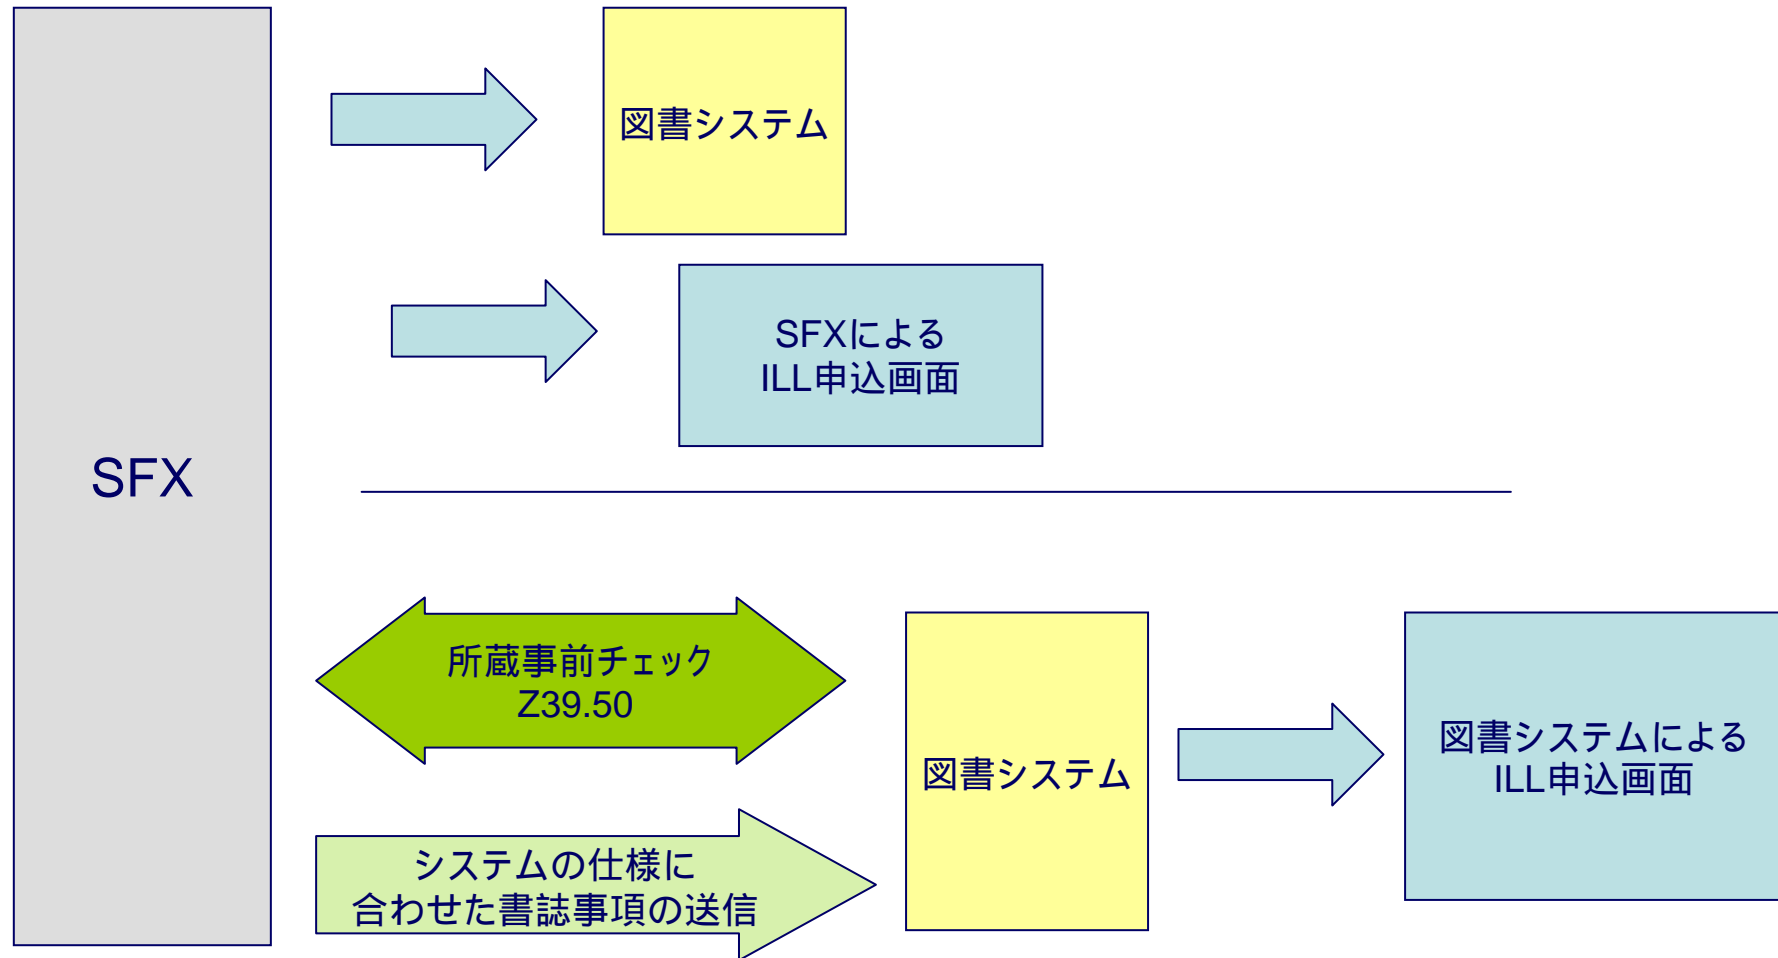 SFX
図書システム
SFXによる
ILL申込画面
所蔵事前チェック
Z39.50
システムの仕様に
合わせた書誌事項の送信
図書システム
図書システムによる
ILL申込画面